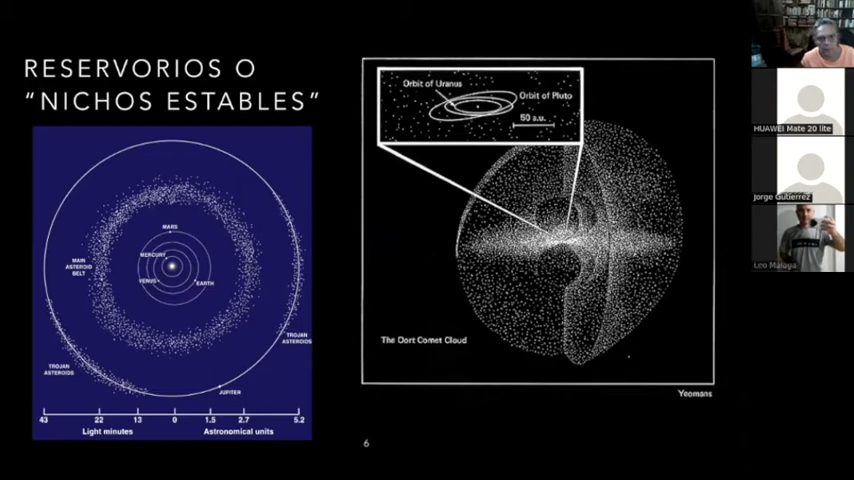 RESERVORIOS O
“NICHOS ESTABLES”
MARS
MERCURY
VENUS
EARTH
MAIN
ASTEROID
BELT
TROJAN
ASTEROIDS
TROJAN
ASTEROIDS
JUPITER
43 22 13 0 1.5 2.7 5.2
Light minutes Astronomical units
Orbit of Uranus
Orbit of Pluto
50 a.u.
The Oort Comet Cloud
Yeomans
6
HUAWEI Mate 20 lite
Jorge Gutierrez
Leo Malaga